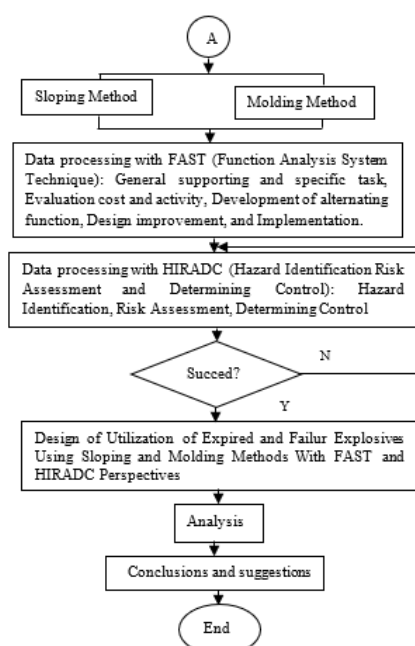 A
Sloping Method
Molding Method
Data processing with FAST (Function Analysis System
Technique): General supporting and specific task,
Evaluation cost and activity, Development of alternating
function, Design improvement, and Implementation.
Data processing with HIRADC (Hazard Identification Risk
Assessment and Determining Control): Hazard
Identification, Risk Assessment, Determining Control
Succed?
N
Y
Design of Utilization of Expired and Failur Explosives
Using Sloping and Molding Methods With FAST and
HIRADC Perspectives
Analysis
Conclusions and suggestions
End